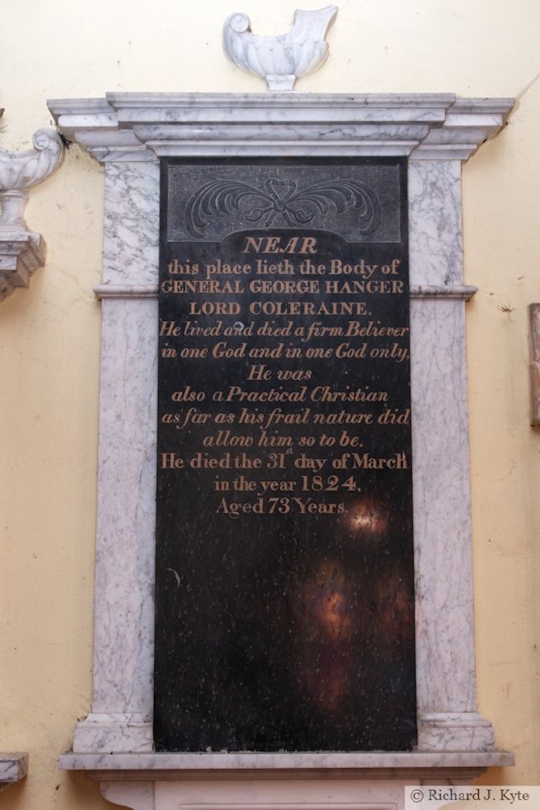 NEAR
this place lieth the Body of
GENERAL GEORGE HANGER
LORD COLERAINE,
He lived and died a firm Believer
in one God and in one God only,
He was
also a Practical Christian
as far as his frail nature did
allow him so to be.
He died the 31st day of March
in the year 1824,
Aged 73 Years.
© Richard J. Kyte